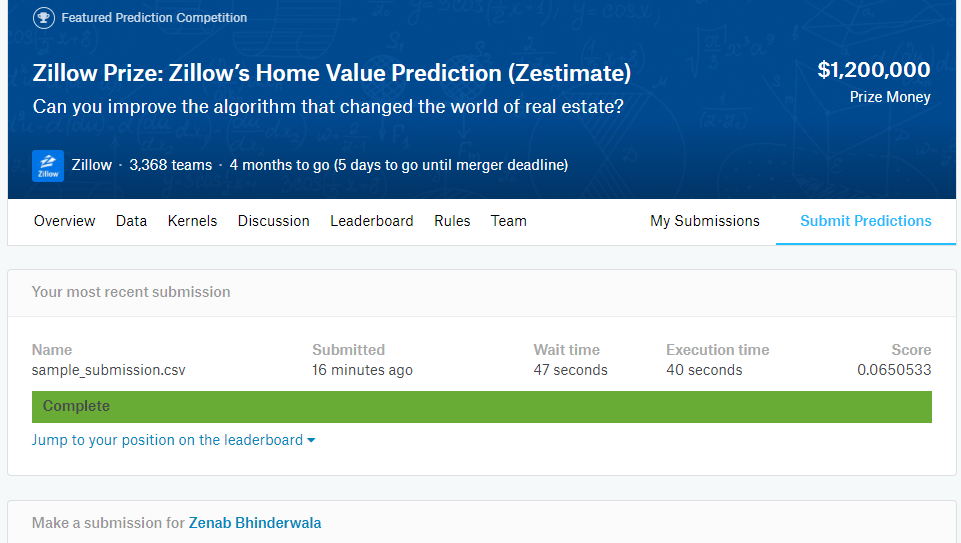 Featured Prediction Competition
Zillow Prize: Zillow’s Home Value Prediction (Zestimate)
$1,200,000
Can you improve the algorithm that changed the world of real estate?
Prize Money
Zillow
Zillow · 3,368 teams · 4 months to go (5 days to go until merger deadline)
Overview Data Kernels Discussion Leaderboard Rules Team My Submissions Submit Predictions
Your most recent submission
Name Submitted Wait time Execution time Score
sample_submission.csv 16 minutes ago 47 seconds 40 seconds 0.0650533
Complete
Jump to your position on the leaderboard
Make a submission for Zenab Bhinderwala